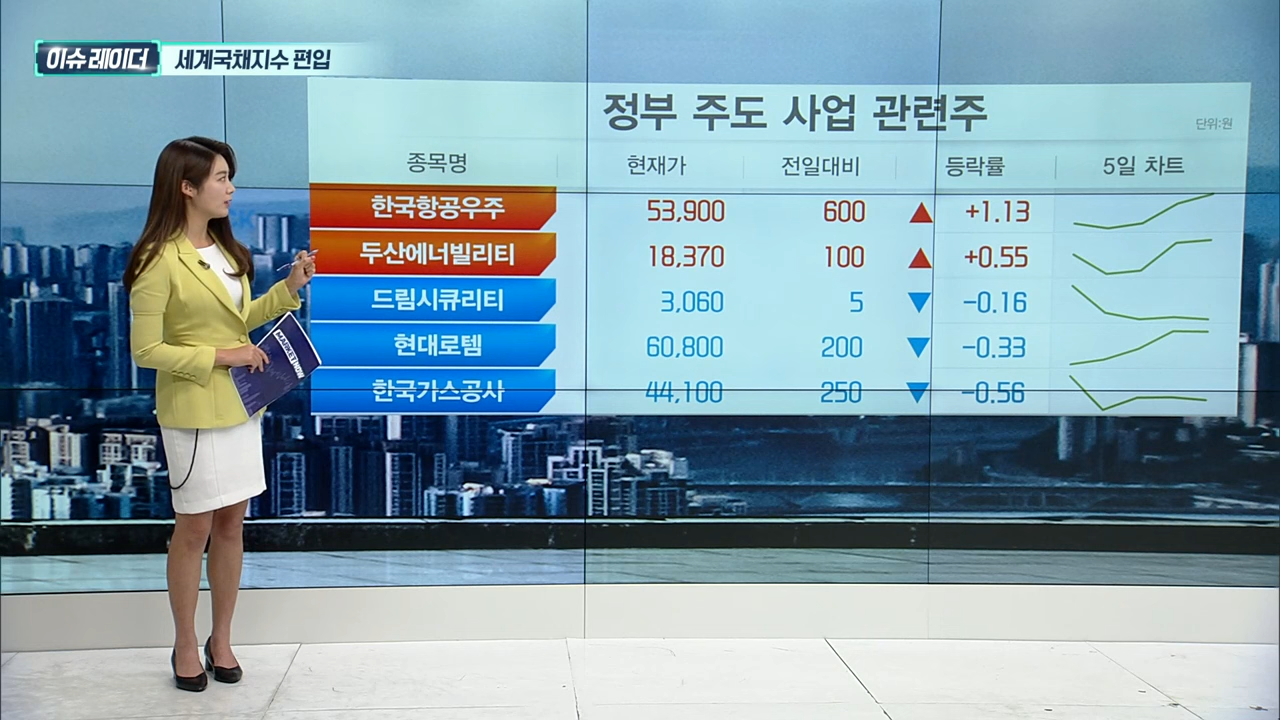 이슈 레이더 세계국채지수 편입
정부 주도 사업 관련주
단위:원
종목명 현재가 전일대비 등락률 5일 차트
한국항공우주 53,900 600 ▲ +1.13
두산에너빌리티 18,370 100 ▲ +0.55
드림시큐리티 3,060 5 ▼ -0.16
현대로템 60,800 200 ▼ -0.33
한국가스공사 44,100 250 ▼ -0.56
MARKET NOW